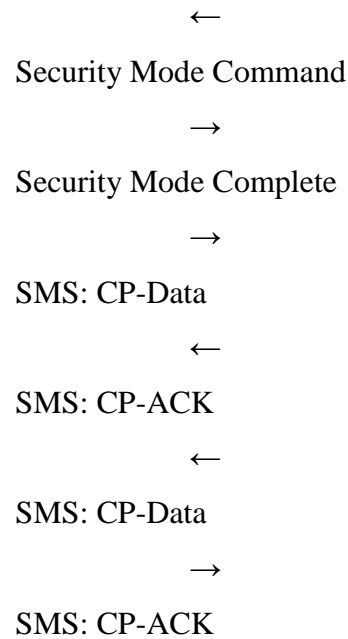 ←
Security Mode Command
→
Security Mode Complete
→
SMS: CP-Data
←
SMS: CP-ACK
←
SMS: CP-Data
→
SMS: CP-ACK